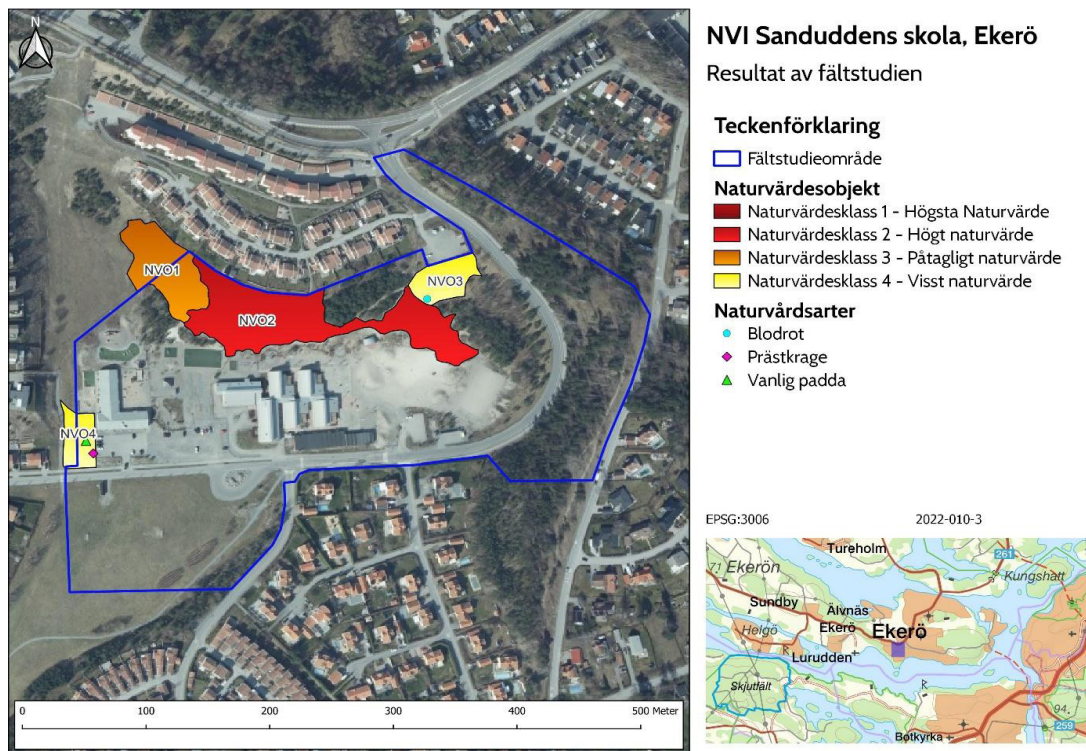 NVI Sanduddens skola, Ekerö
Resultat av fältstudien
Teckenförklaring
Fältstudieområde
Naturvärdesobjekt
Naturvärdesklass 1 - Högsta Naturvärde
Naturvärdesklass 2 - Högt naturvärde
Naturvärdesklass 3 - Påtagligt naturvärde
Naturvärdesklass 4 - Visst naturvärde
Naturvårdsarter
Blodrot
Prästkrage
Vanlig padda
N
NVO1
NVO2
NVO3
NVO4
0 100 200 300 400 500 Meter
EPSG:3006 2022-010-3
Tureholm
261
71 Ekerön
Kungshatt
Sundby
Älvnäs
Helgö
Ekerö
Ekerö
Lurudden
Skjutfält
94
259
Botkyrka